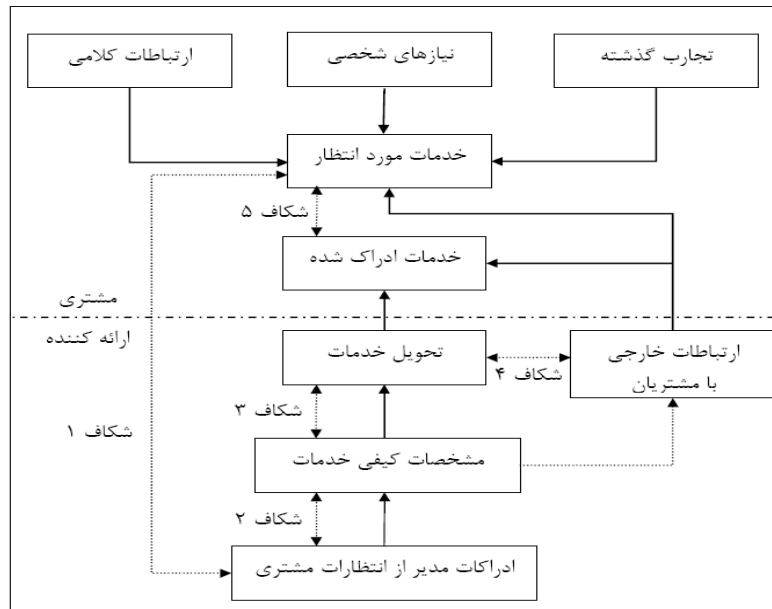 تجارب گذشته
نیازهای شخصی
ارتباطات کلامی
خدمات مورد انتظار
شکاف ۵
خدمات ادراک شده
مشتری
ارائه کننده
ارتباطات خارجی
با مشتریان
شکاف ۴
تحویل خدمات
شکاف ۳
شکاف ۱
مشخصات کیفی خدمات
شکاف ۲
ادراکات مدیر از انتظارات مشتری